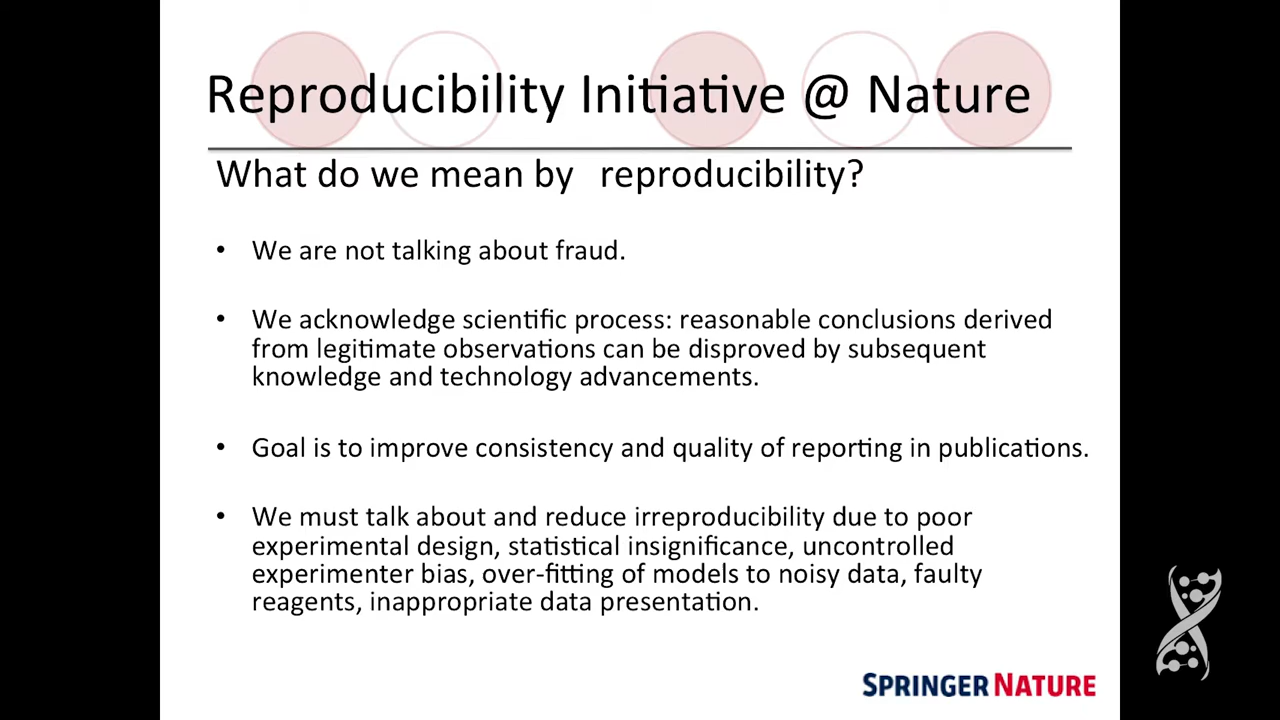 Reproducibility Initiative @ Nature
What do we mean by reproducibility?
• We are not talking about fraud.
• We acknowledge scientific process: reasonable conclusions derived
from legitimate observations can be disproved by subsequent
knowledge and technology advancements.
• Goal is to improve consistency and quality of reporting in publications.
• We must talk about and reduce irreproducibility due to poor
experimental design, statistical insignificance, uncontrolled
experimenter bias, over-fitting of models to noisy data, faulty
reagents, inappropriate data presentation.
SPRINGER NATURE